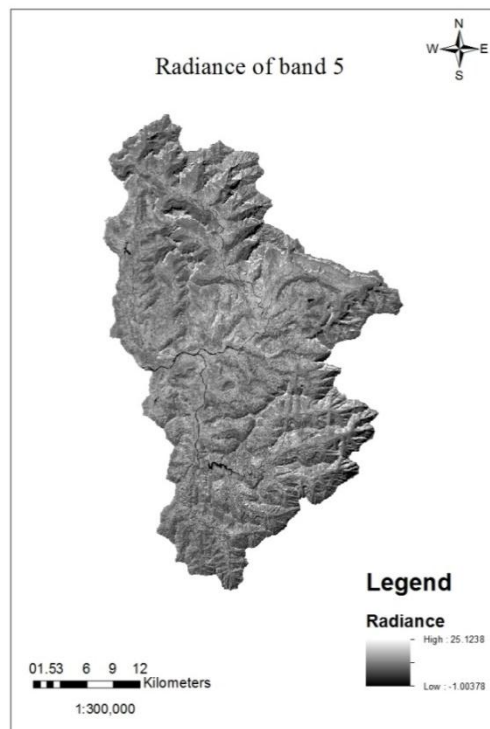 N
W E
S
Radiance of band 5
Legend
Radiance
High : 25.1238
Low : -1.00378
01.53 6 9 12
Kilometers
1:300,000